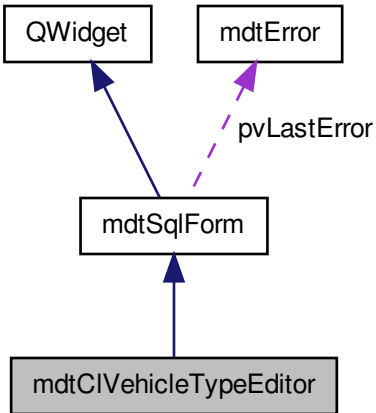 QWidget
mdtError
pvLastError
mdtSqlForm
mdtClVehicleTypeEditor